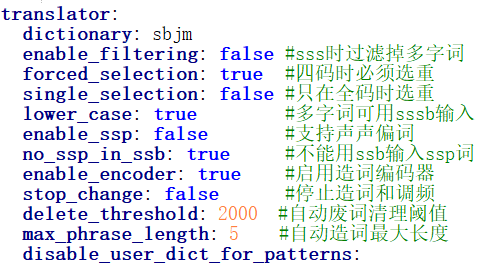 translator:
  dictionary: sbjm
  enable_filtering: false #sss时过滤掉多字词
  forced_selection: true  #四码时必须选重
  single_selection: false #只在全码时选重
  lower_case: true        #多字词可用sssb输入
  enable_ssp: false       #支持声声偏词
  no_ssp_in_ssb: true     #不能用ssb输入ssp词
  enable_encoder: true    #启用造词编码器
  stop_change: false      #停止造词和调频
  delete_threshold: 2000  #自动废词清理阈值
  max_phrase_length: 5    #自动造词最大长度
  disable_user_dict_for_patterns: